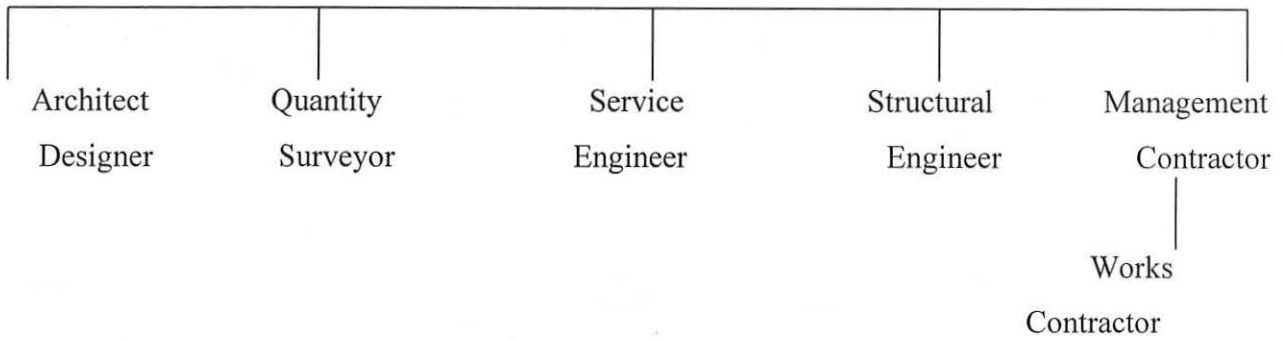 Architect Quantity Service Structural Management
Designer Surveyor Engineer Engineer Contractor
Works
Contractor